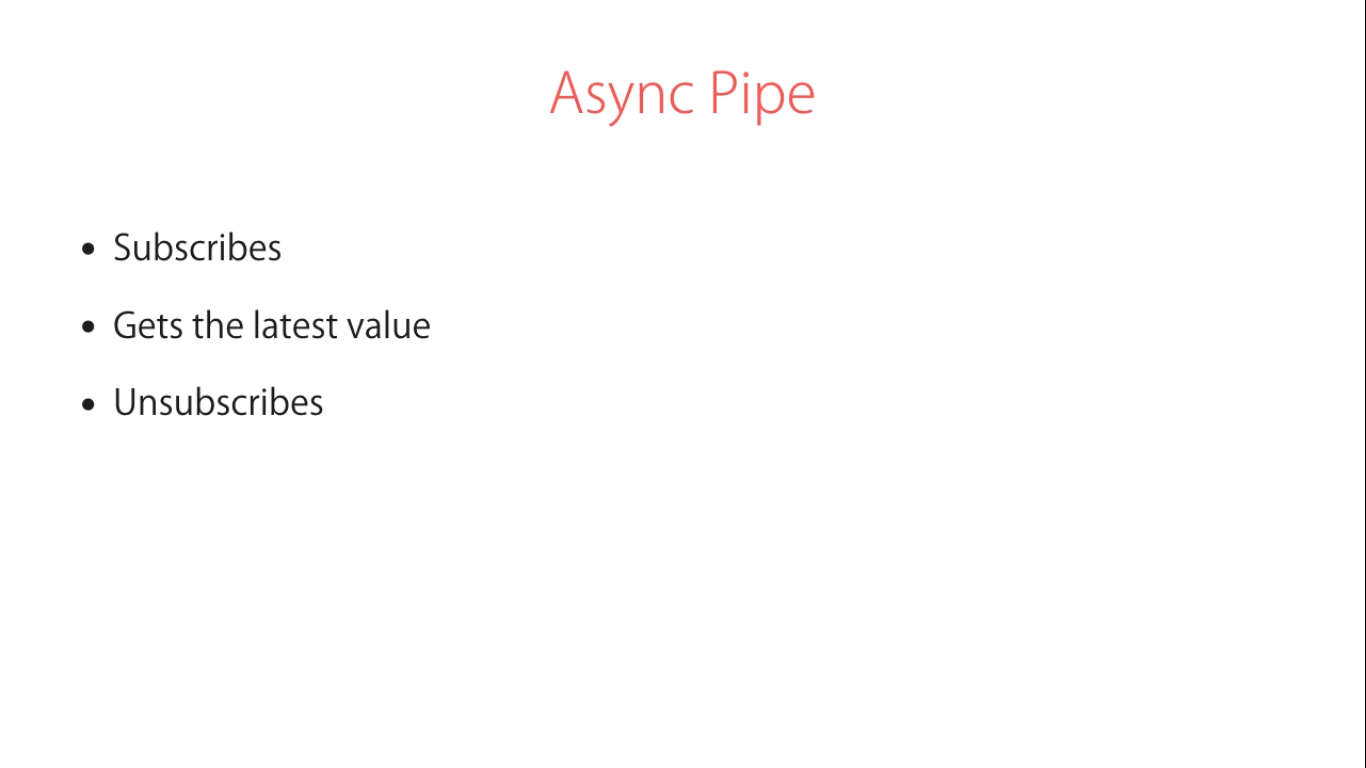 Async Pipe
• Subscribes
• Gets the latest value
• Unsubscribes